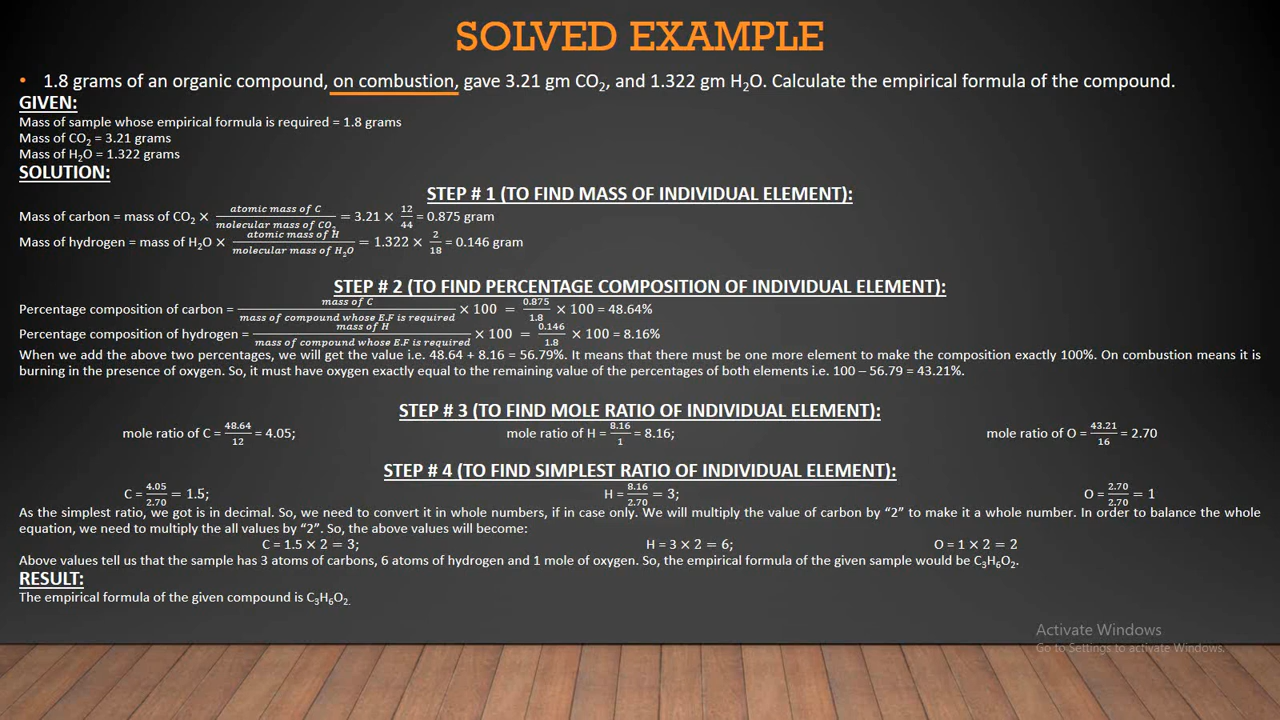 SOLVED EXAMPLE
• 1.8 grams of an organic compound, on combustion, gave 3.21 gm CO₂, and 1.322 gm H₂O. Calculate the empirical formula of the compound.
GIVEN:
Mass of sample whose empirical formula is required = 1.8 grams
Mass of CO₂ = 3.21 grams
Mass of H₂O = 1.322 grams
SOLUTION:
STEP # 1 (TO FIND MASS OF INDIVIDUAL ELEMENT):
Mass of carbon = mass of CO₂ × atomic mass of C / molecular mass of CO₂ = 3.21 × 12/44 = 0.875 gram
Mass of hydrogen = mass of H₂O × atomic mass of H / molecular mass of H₂O = 1.322 × 2/18 = 0.146 gram
STEP # 2 (TO FIND PERCENTAGE COMPOSITION OF INDIVIDUAL ELEMENT):
Percentage composition of carbon = mass of C / mass of compound whose E.F is required × 100 = 0.875/1.8 × 100 = 48.64%
Percentage composition of hydrogen = mass of H / mass of compound whose E.F is required × 100 = 0.146/1.8 × 100 = 8.16%
When we add the above two percentages, we will get the value i.e. 48.64 + 8.16 = 56.79%. It means that there must be one more element to make the composition exactly 100%. On combustion means it is
burning in the presence of oxygen. So, it must have oxygen exactly equal to the remaining value of the percentages of both elements i.e. 100 – 56.79 = 43.21%.
STEP # 3 (TO FIND MOLE RATIO OF INDIVIDUAL ELEMENT):
mole ratio of C = 48.64/12 = 4.05; mole ratio of H = 8.16/1 = 8.16; mole ratio of O = 43.21/16 = 2.70
STEP # 4 (TO FIND SIMPLEST RATIO OF INDIVIDUAL ELEMENT):
C = 4.05/2.70 = 1.5; H = 8.16/2.70 = 3; O = 2.70/2.70 = 1
As the simplest ratio, we got is in decimal. So, we need to convert it in whole numbers, if in case only. We will multiply the value of carbon by “2” to make it a whole number. In order to balance the whole
equation, we need to multiply the all values by “2”. So, the above values will become:
C = 1.5 × 2 = 3; H = 3 × 2 = 6; O = 1 × 2 = 2
Above values tell us that the sample has 3 atoms of carbons, 6 atoms of hydrogen and 1 mole of oxygen. So, the empirical formula of the given sample would be C₃H₆O₂.
RESULT:
The empirical formula of the given compound is C₃H₆O₂.
Activate Windows
Go to Settings to activate Windows.